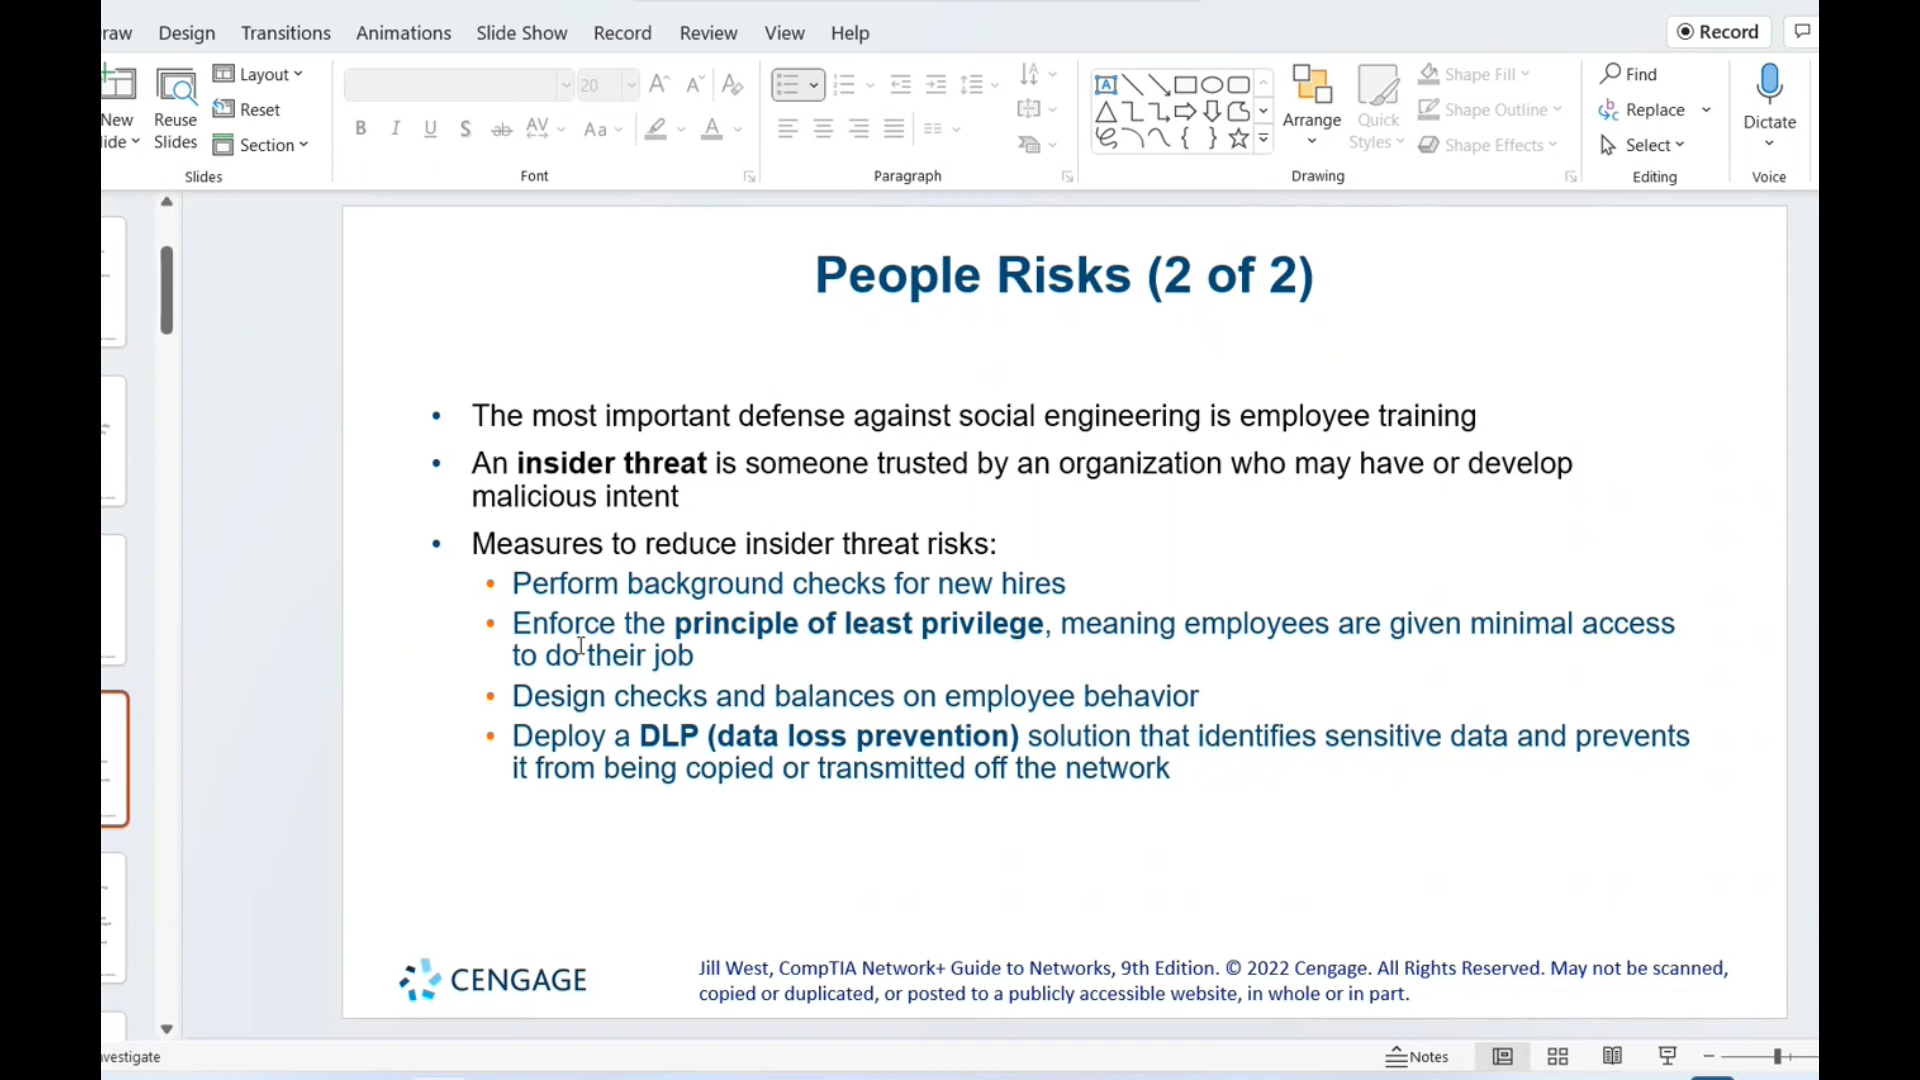 raw Design Transitions Animations Slide Show Record Review View Help Record
New
lide
Reuse
Slides
Layout
Reset
Section
Slides
20
B I U S ab AV Aa A
Font
Paragraph
A
Arrange
Quick
Styles
Shape Fill
Shape Outline
Shape Effects
Drawing
Find
Replace
Select
Editing
Dictate
Voice
People Risks (2 of 2)
• The most important defense against social engineering is employee training
• An insider threat is someone trusted by an organization who may have or develop
malicious intent
• Measures to reduce insider threat risks:
• Perform background checks for new hires
• Enforce the principle of least privilege, meaning employees are given minimal access
to do their job
• Design checks and balances on employee behavior
• Deploy a DLP (data loss prevention) solution that identifies sensitive data and prevents
it from being copied or transmitted off the network
CENGAGE
Jill West, CompTIA Network+ Guide to Networks, 9th Edition. © 2022 Cengage. All Rights Reserved. May not be scanned,
copied or duplicated, or posted to a publicly accessible website, in whole or in part.
vestigate
Notes